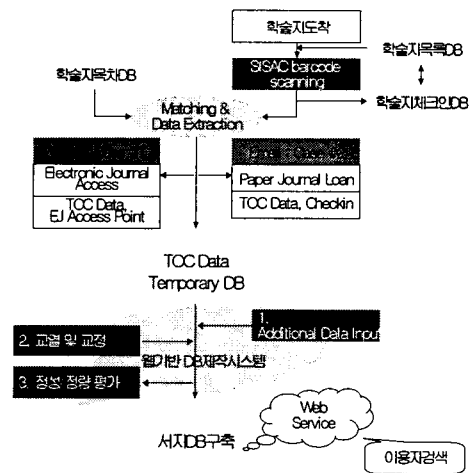 학술지도착
학술지목록DB
SISAC barcode
scanning
학술지목차DB
학술지체크인DB
Matching &
Data Extraction
Electronic Journal
Access
TOC Data,
EJ Access Point
Paper Journal Loan
TOC Data, Checkin
TOC Data
Temporary DB
1.
Additional Data Input
2. 교열 및 교정
웹기반 DB제작시스템
3. 정성·정량 평가
Web
Service
서지DB구축
이용자검색